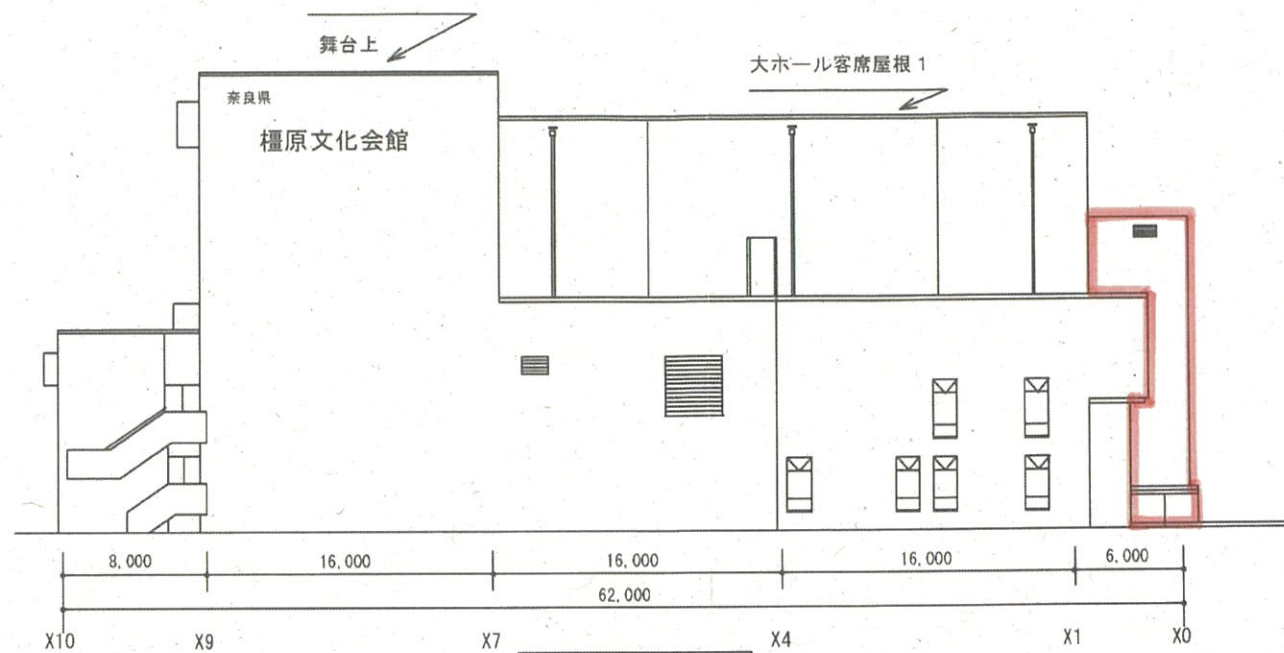 舞台上
大ホール客席屋根1
奈良県
橿原文化会館
8,000
16,000
16,000
16,000
6,000
62,000
X10
X9
X7
X4
X1
X0